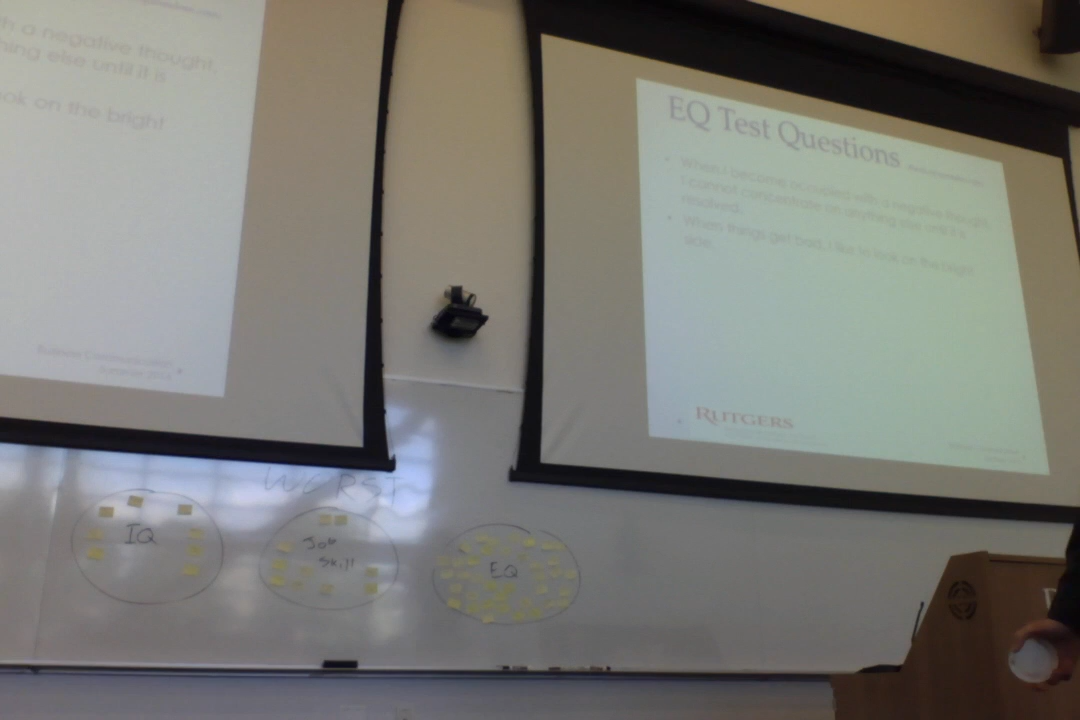 h a negative thought,
hing else until it is
ok on the bright
Business Communication
EQ Test Questions
When I become occupied with a negative thought,
I cannot concentrate on anything else until it is
resolved.
When things get bad, I like to look on the bright
side.
RUTGERS
WORST
IQ
Job
Skill
EQ